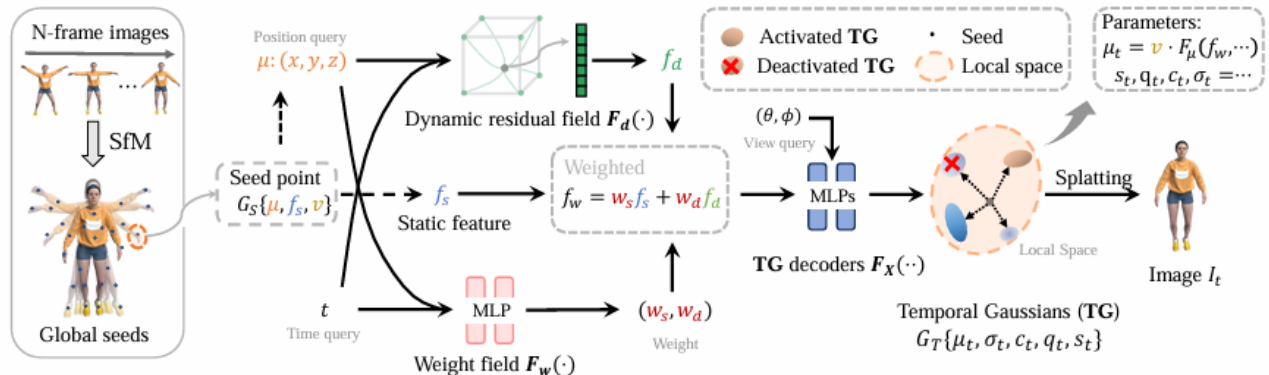 N-frame images
SfM
Global seeds
Position query
μ: (x, y, z)
Seed point
G_S{μ, f_s, v}
t
Time query
Dynamic residual field F_d(·)
f_d
f_s
Static feature
MLP
Weight field F_w(·)
Weighted
f_w = w_s f_s + w_d f_d
(w_s, w_d)
Weight
Activated TG
Seed
Deactivated TG
Local space
(θ, ϕ)
View query
MLPs
TG decoders F_X(··)
Parameters:
μ_t = v · F_μ(f_w,···)
s_t, q_t, c_t, σ_t = ···
Local Space
Temporal Gaussians (TG)
G_T{μ_t, σ_t, c_t, q_t, s_t}
Splatting
Image I_t